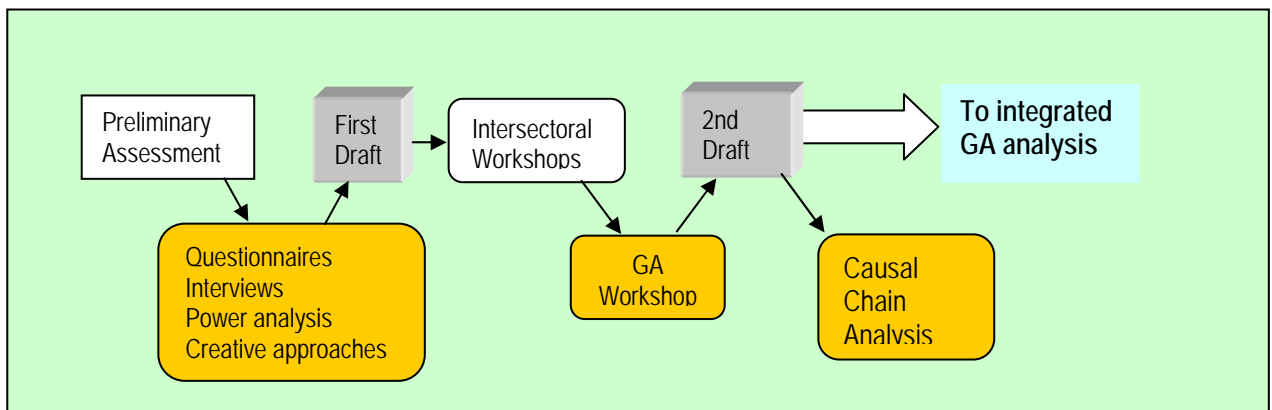 Preliminary
Assessment
Questionnaires
Interviews
Power analysis
Creative approaches
First
Draft
Intersectoral
Workshops
GA
Workshop
2nd
Draft
Causal
Chain
Analysis
To integrated
GA analysis